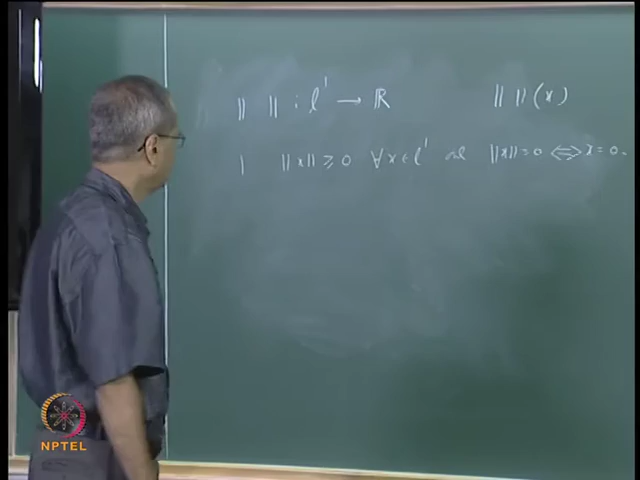 ‖ ‖ : l¹ → ℝ ‖ ‖(x)
1 ‖x‖ ≥ 0 ∀x ∈ l¹ and ‖x‖ = 0 ⇔ x = 0.
NPTEL